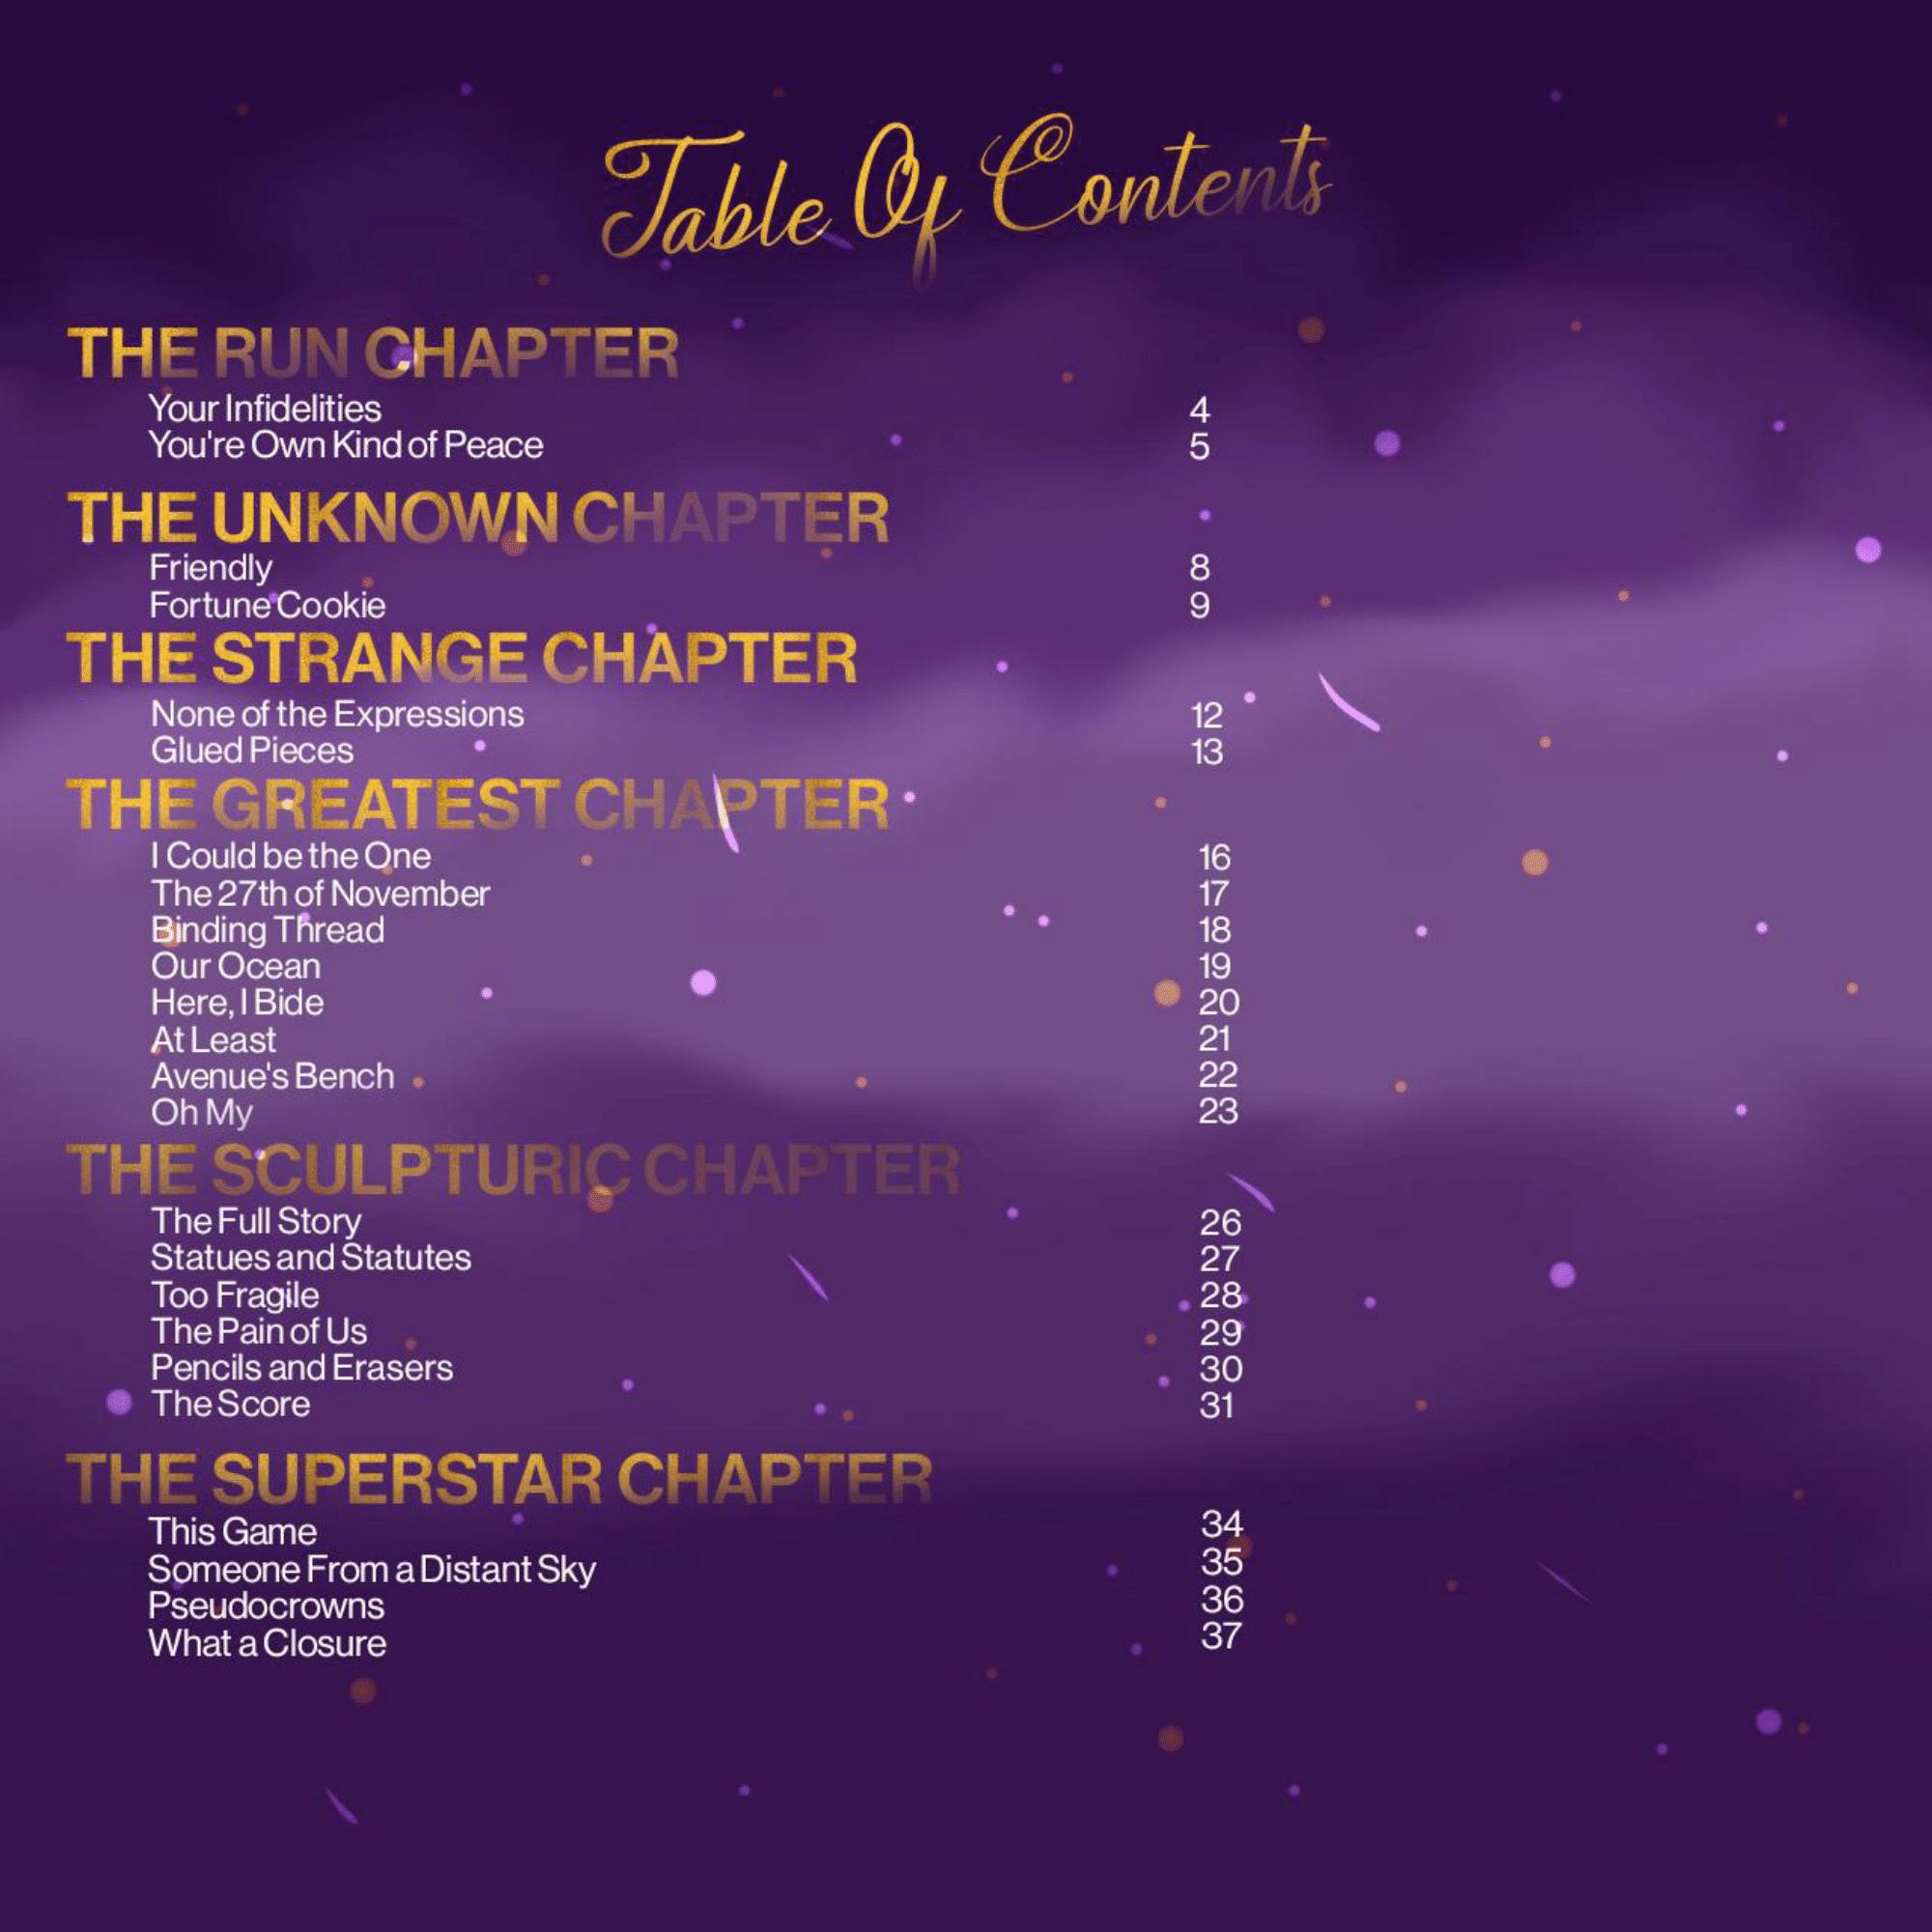 Table Of Contents
THE RUN CHAPTER
Your Infidelities 4
You're Own Kind of Peace 5
THE UNKNOWN CHAPTER
Friendly 8
Fortune Cookie 9
THE STRANGE CHAPTER
None of the Expressions 12
Glued Pieces 13
THE GREATEST CHAPTER
I Could be the One 16
The 27th of November 17
Binding Thread 18
Our Ocean 19
Here, I Bide 20
At Least 21
Avenue's Bench 22
Oh My 23
THE SCULPTURIC CHAPTER
The Full Story 26
Statues and Statutes 27
Too Fragile 28
The Pain of Us 29
Pencils and Erasers 30
The Score 31
THE SUPERSTAR CHAPTER
This Game 34
Someone From a Distant Sky 35
Pseudocrowns 36
What a Closure 37